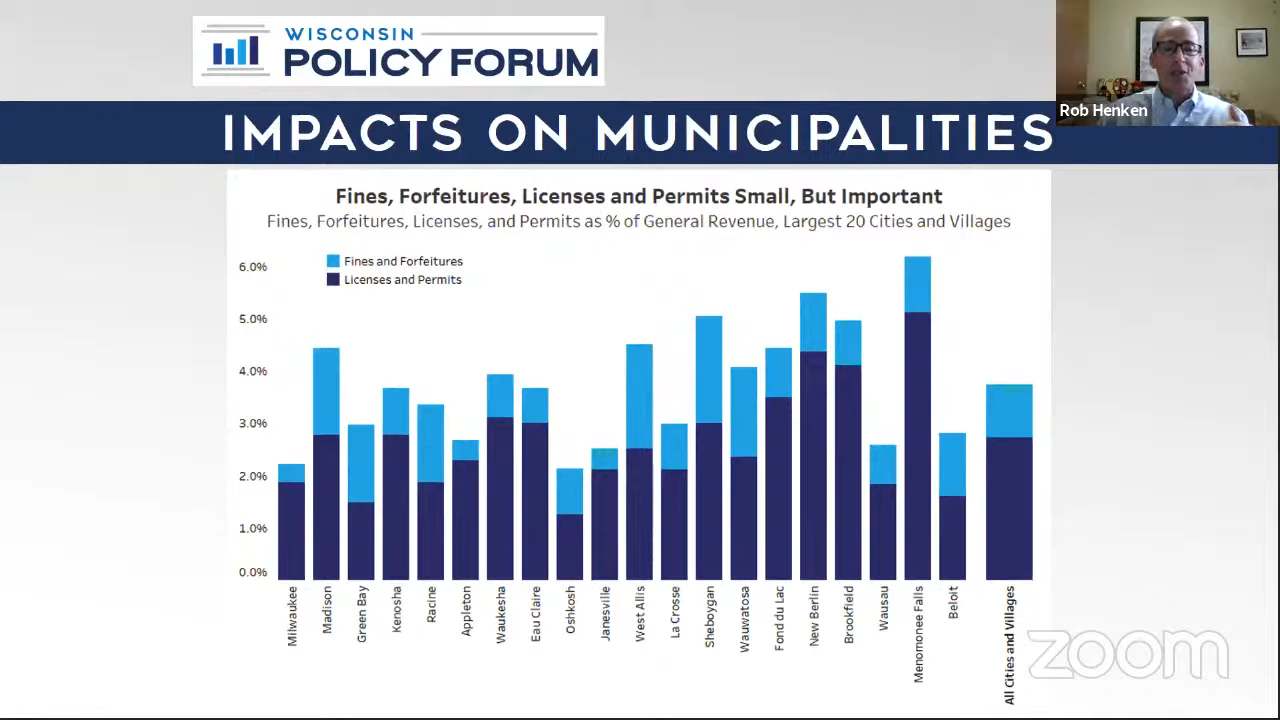 WISCONSIN
POLICY FORUM
Rob Henken
IMPACTS ON MUNICIPALITIES
Fines, Forfeitures, Licenses and Permits Small, But Important
Fines, Forfeitures, Licenses, and Permits as % of General Revenue, Largest 20 Cities and Villages
Fines and Forfeitures
Licenses and Permits
6.0%
5.0%
4.0%
3.0%
2.0%
1.0%
0.0%
Milwaukee
Madison
Green Bay
Kenosha
Racine
Appleton
Waukesha
Eau Claire
Oshkosh
Janesville
West Allis
La Crosse
Sheboygan
Wauwatosa
Fond du Lac
New Berlin
Brookfield
Wausau
Menomonee Falls
Beloit
All Cities and Villages
zoom